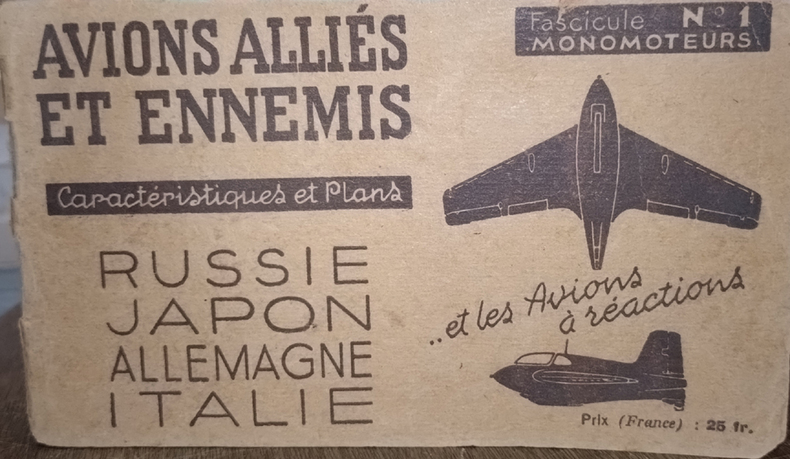 AVIONS ALLIÉS
ET ENNEMIS
Caractéristiques et Plans
RUSSIE
JAPON
ALLEMAGNE
ITALIE
Fascicule No 1
MONOMOTEURS
..et les Avions
à réactions
Prix (France) : 25 fr.